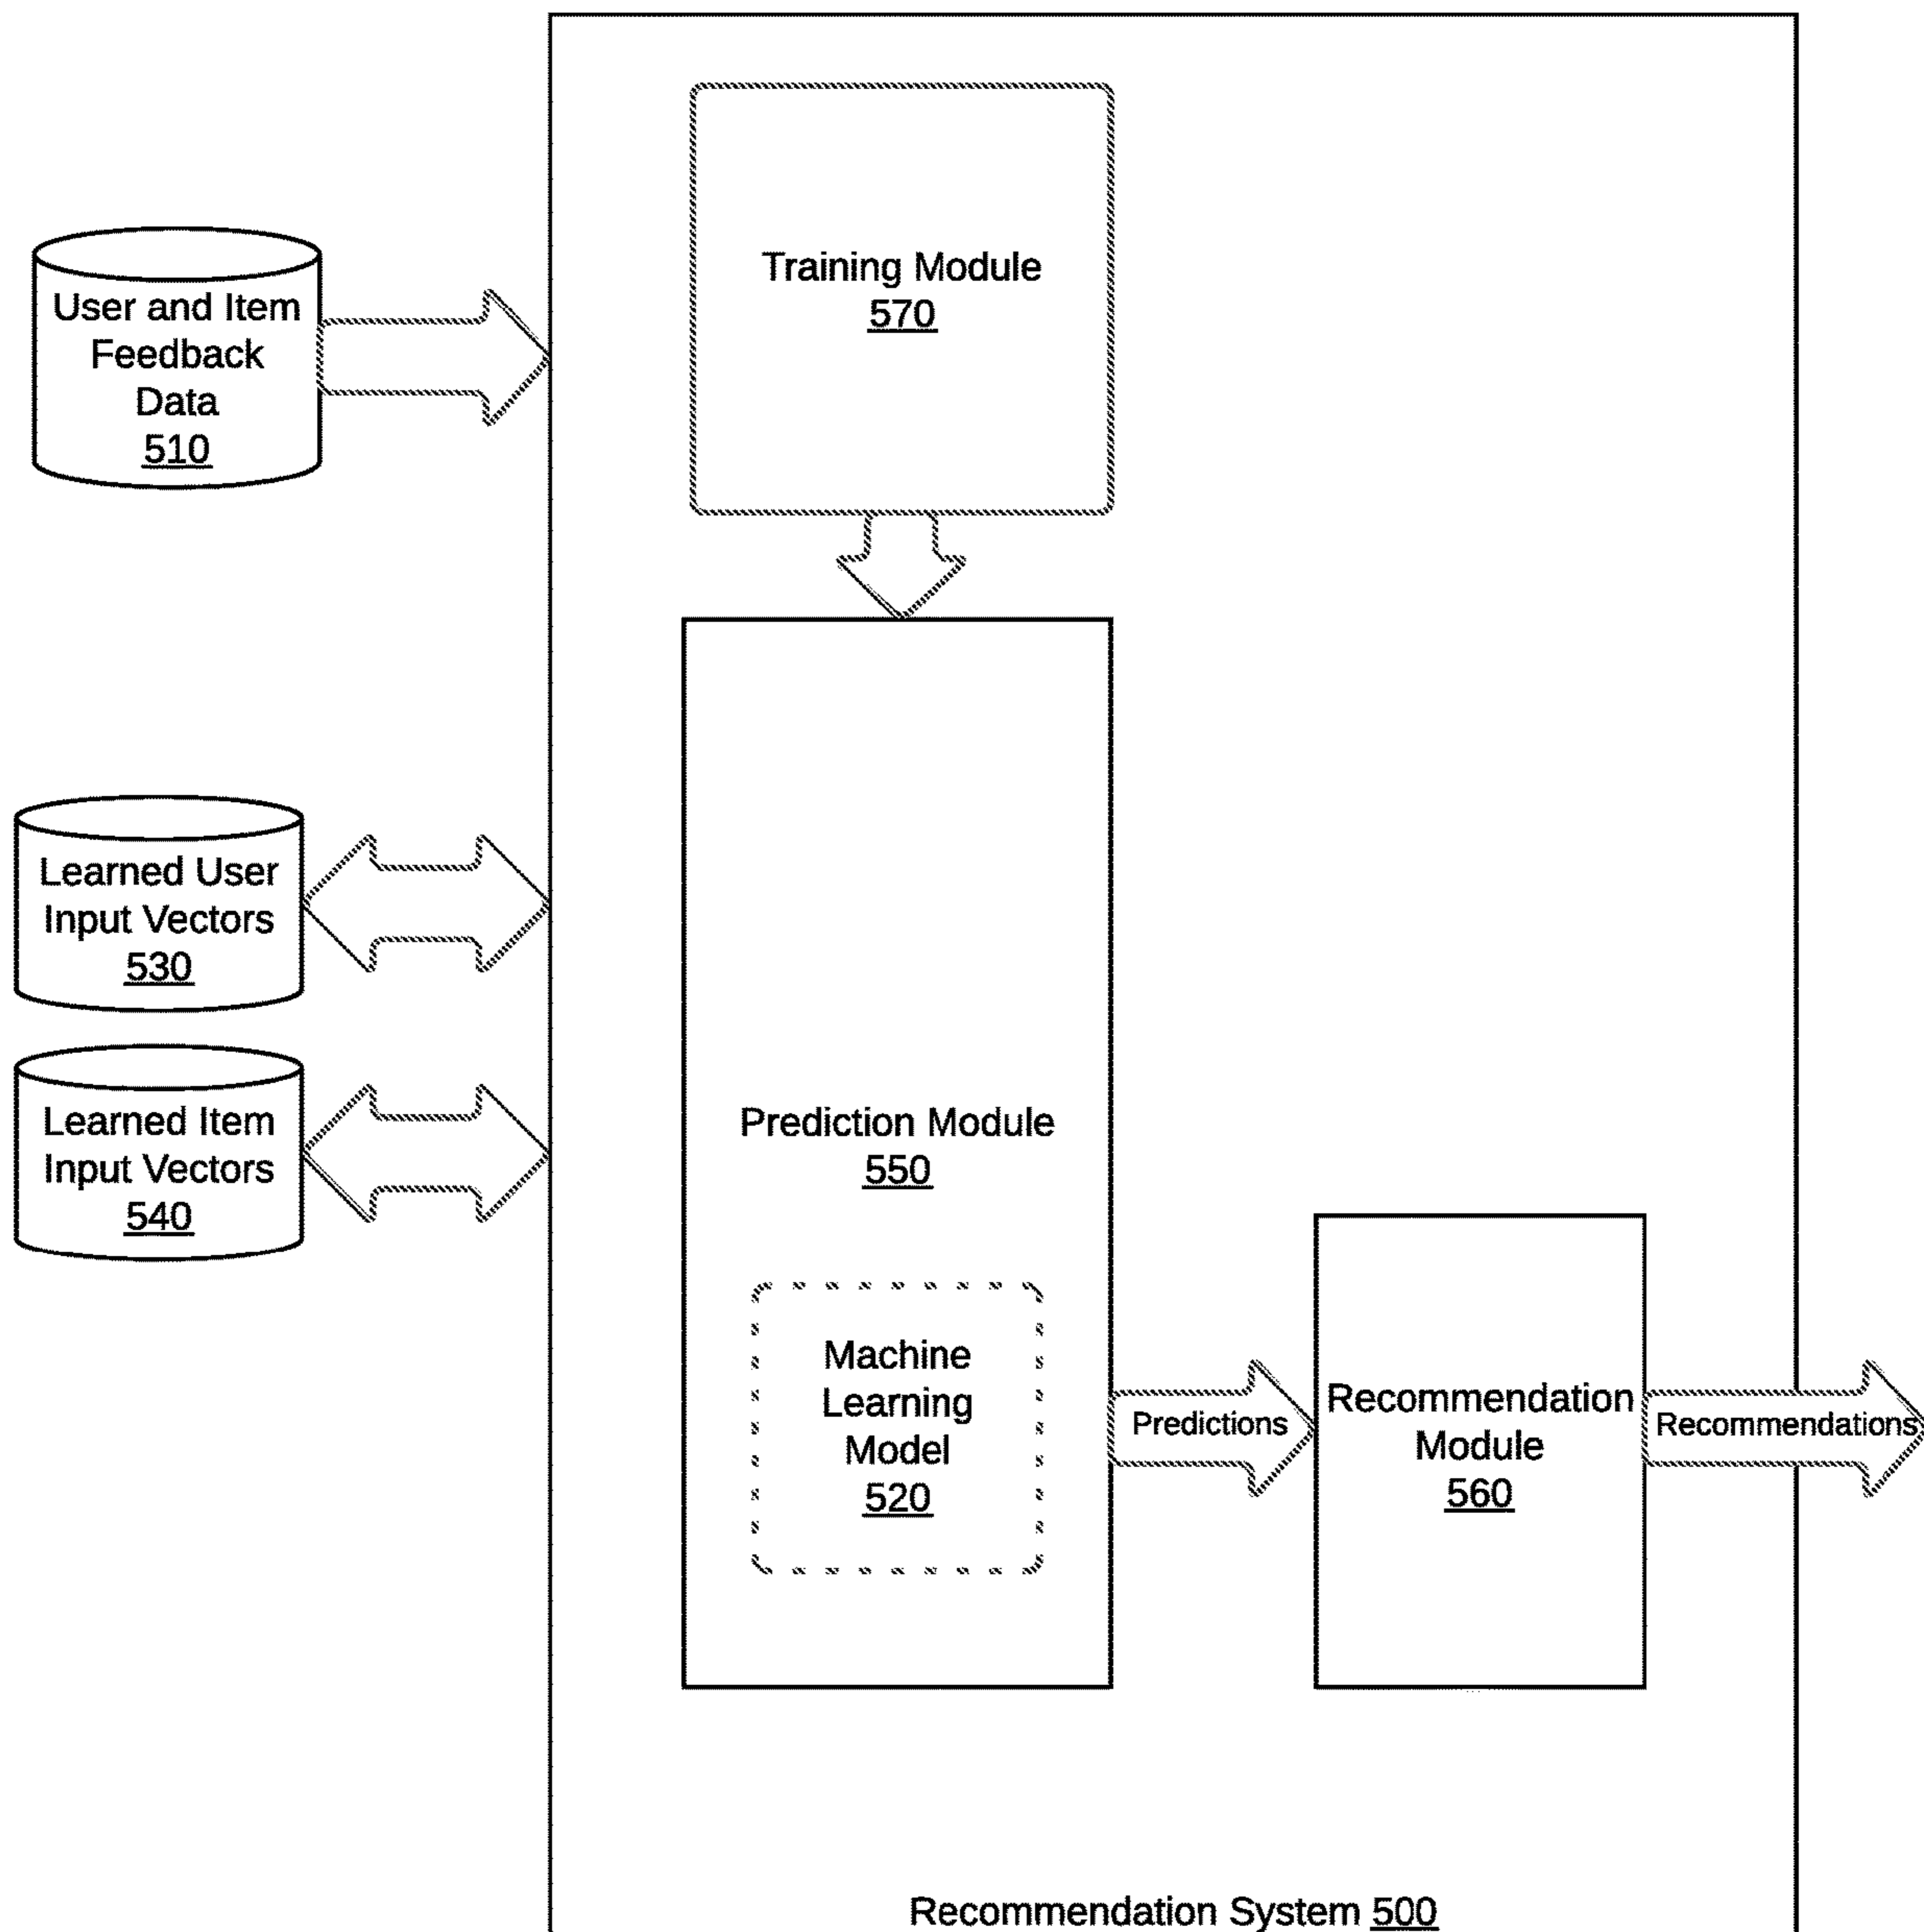 Training Module
570
User and Item
Feedback
Data
510
Learned User
Input Vectors
530
Learned Item
Input Vectors
540
Prediction Module
550
Machine
Learning
Model
520
Predictions
Recommendation
Module
560
Recommendations
Recommendation System 500